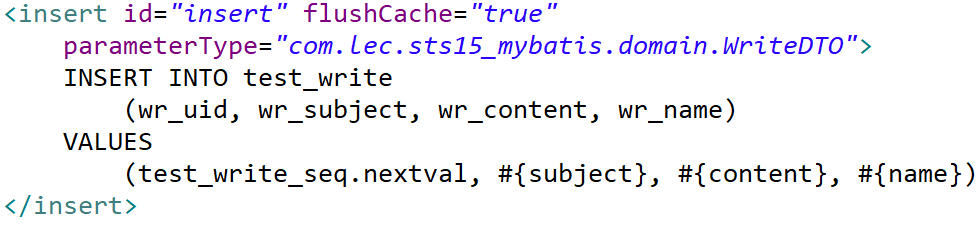 <insert id="insert" flushCache="true"
    parameterType="com.lec.sts15_mybatis.domain.WriteDTO">
    INSERT INTO test_write
        (wr_uid, wr_subject, wr_content, wr_name)
    VALUES
        (test_write_seq.nextval, #{subject}, #{content}, #{name})
</insert>